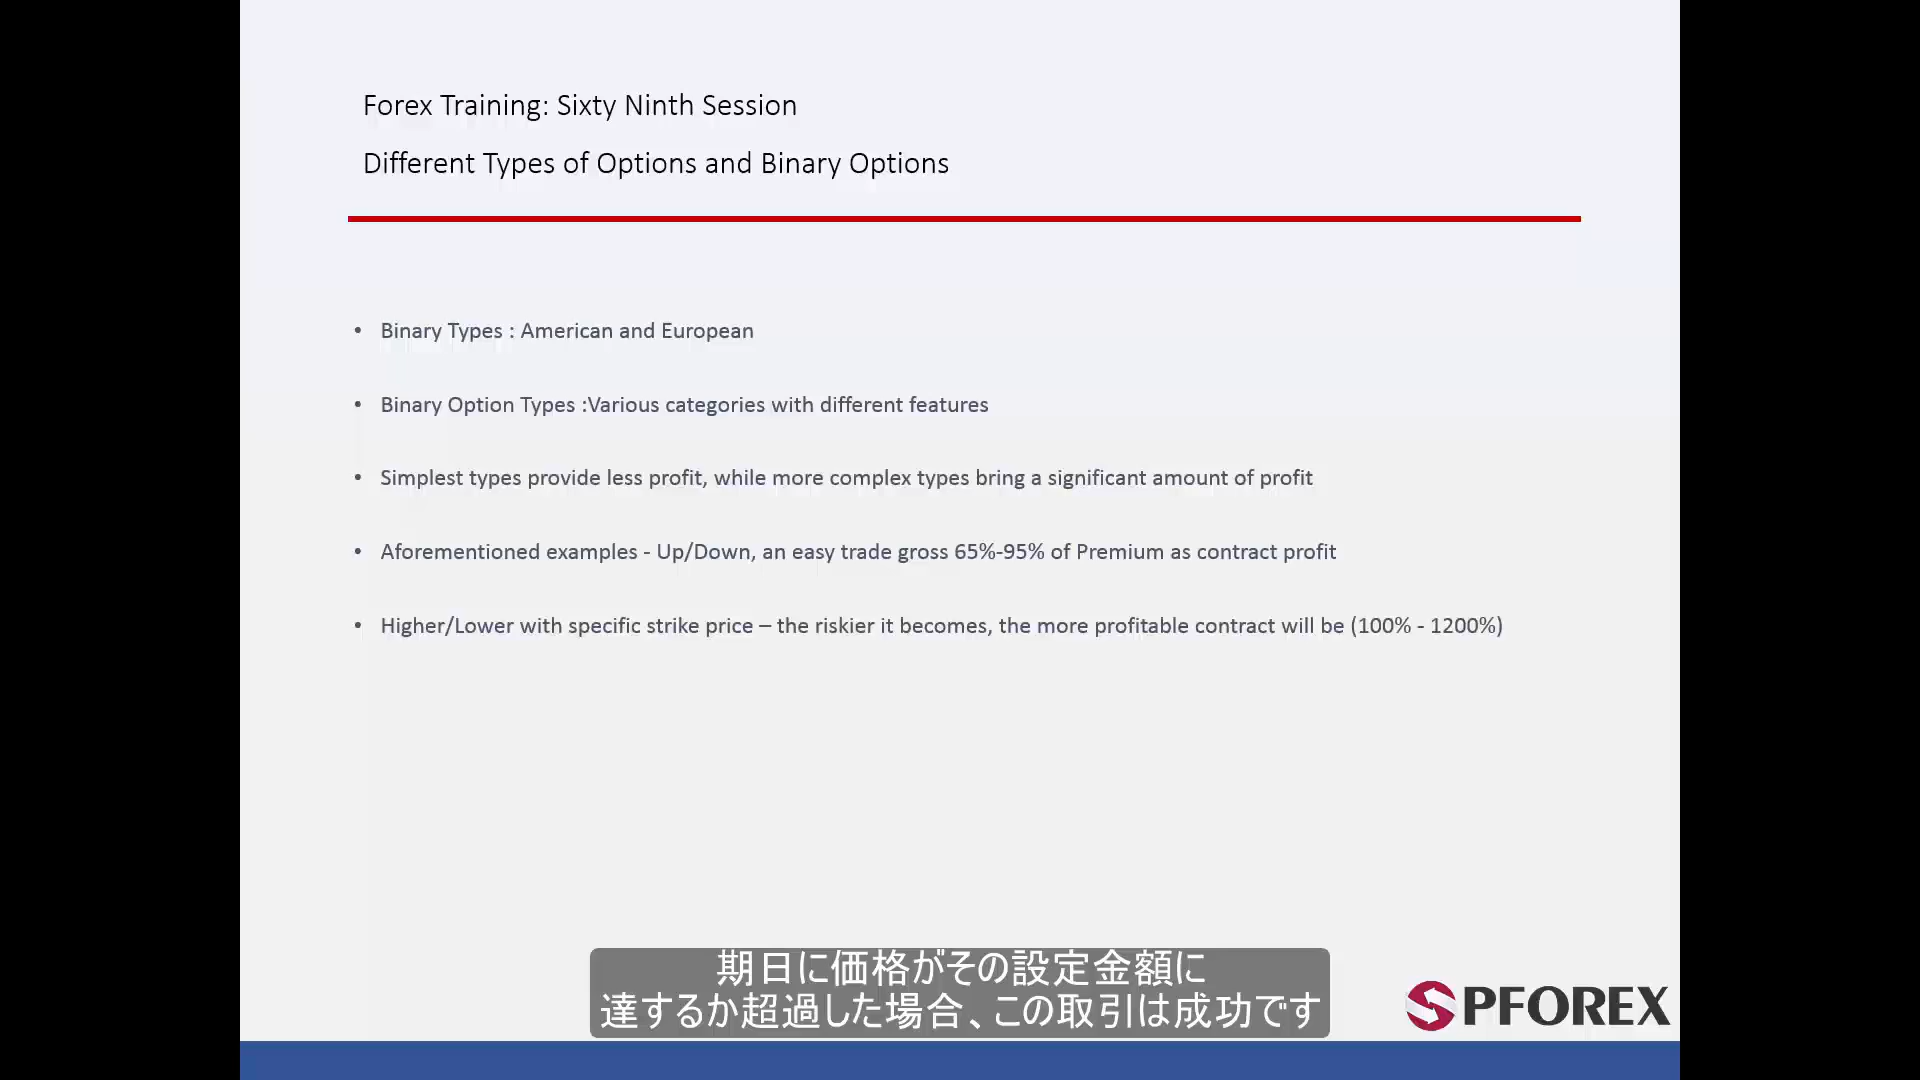 Forex Training: Sixty Ninth Session
Different Types of Options and Binary Options
• Binary Types : American and European
• Binary Option Types :Various categories with different features
• Simplest types provide less profit, while more complex types bring a significant amount of profit
• Aforementioned examples - Up/Down, an easy trade gross 65%-95% of Premium as contract profit
• Higher/Lower with specific strike price – the riskier it becomes, the more profitable contract will be (100% - 1200%)
期日に価格がその設定金額に
達するか超過した場合、この取引は成功です
PFOREX